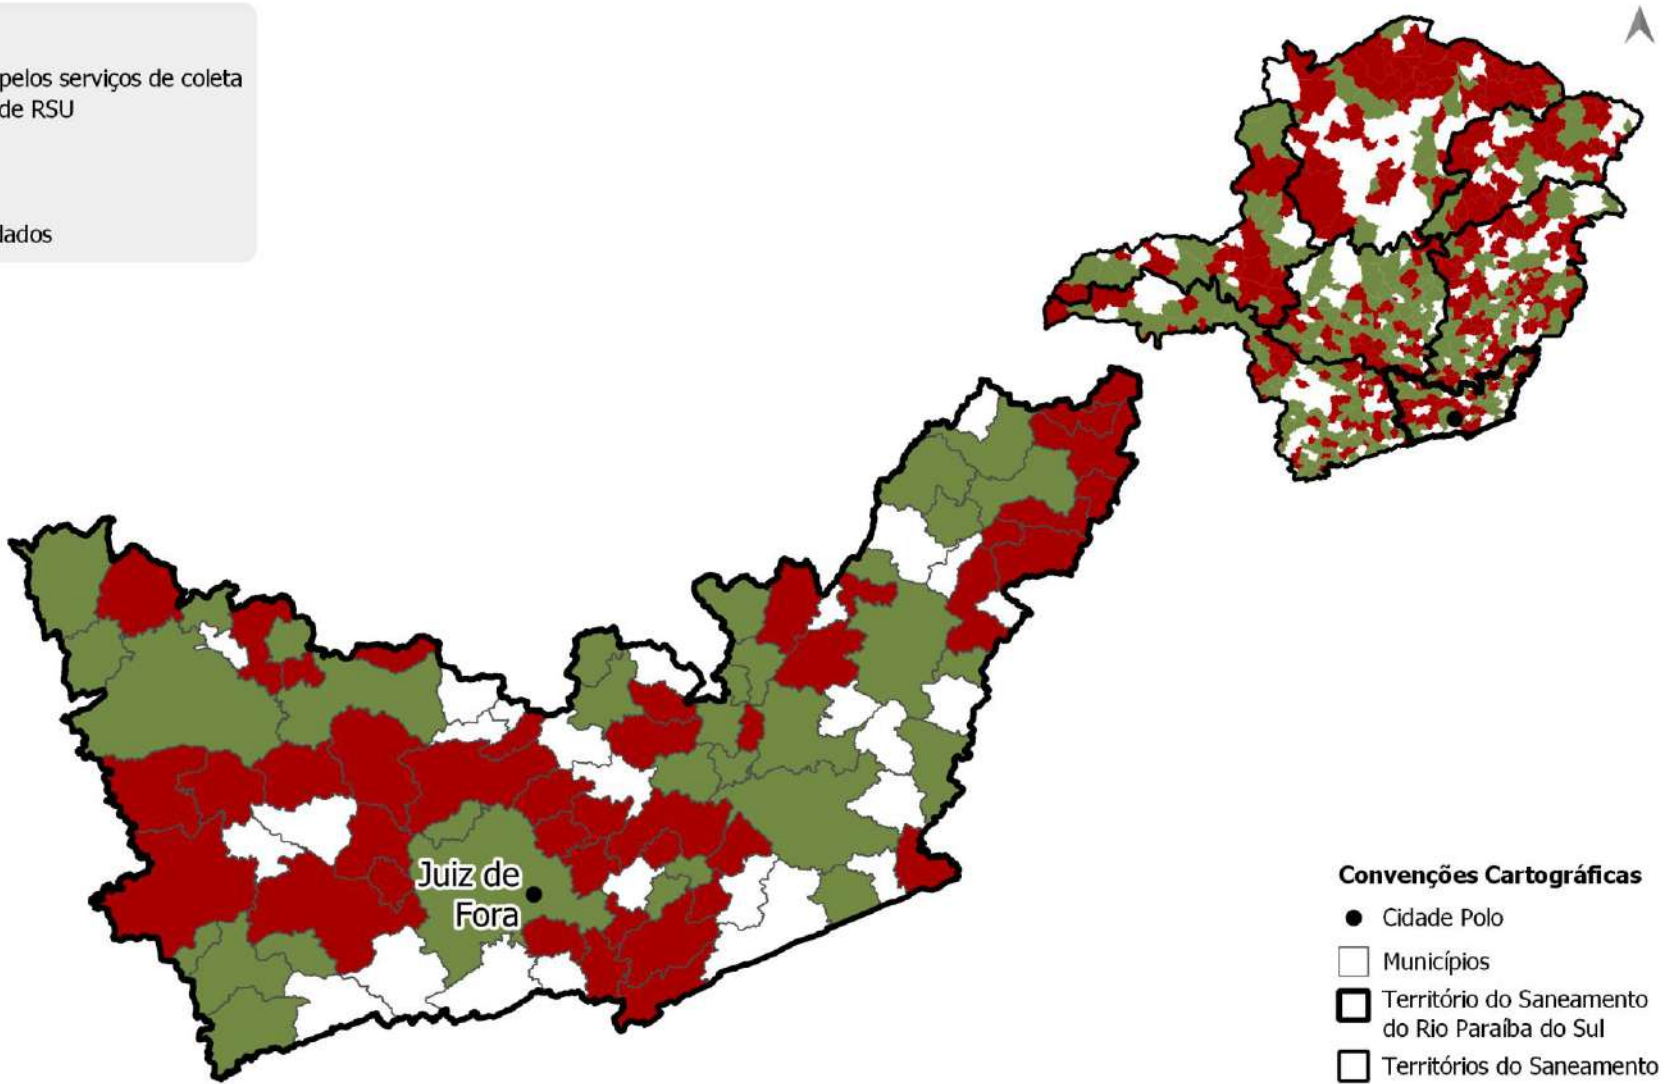 pelos serviços de coleta
de RSU
dados
Juiz de
Fora
Convenções Cartográficas
Cidade Polo
Municípios
Território do Saneamento
do Rio Paraíba do Sul
Territórios do Saneamento